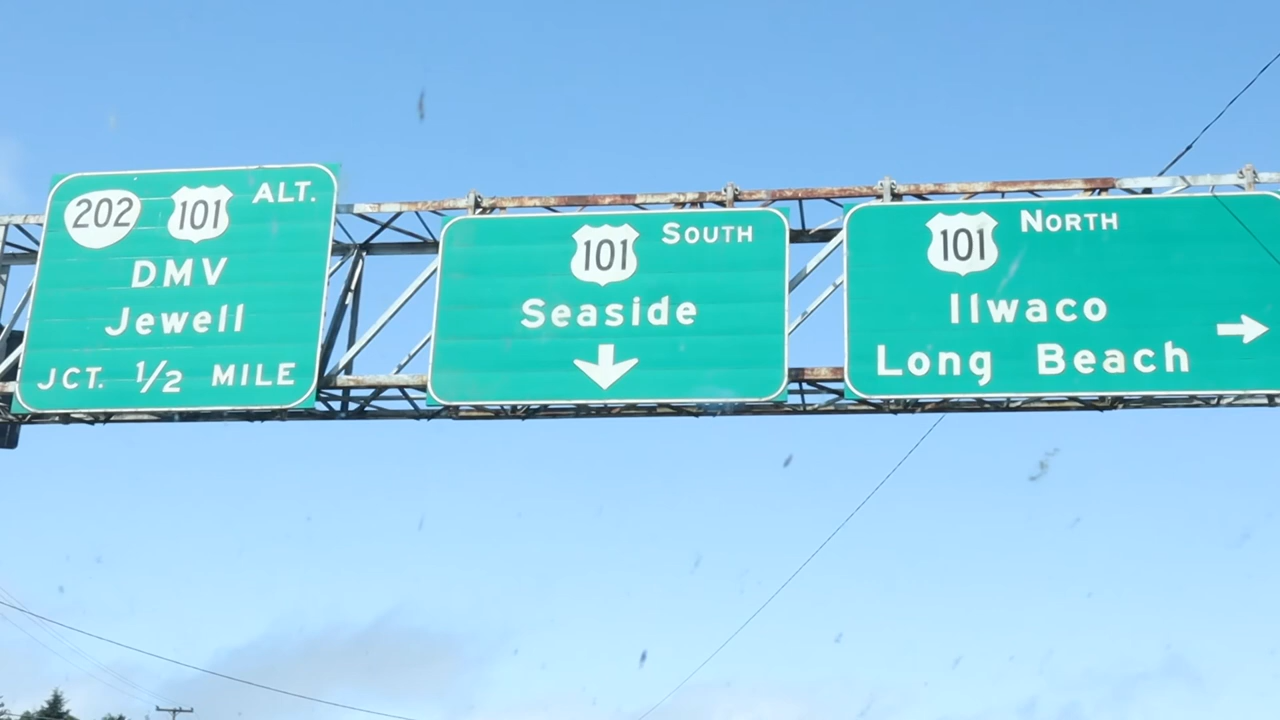 202 101 ALT.
DMV
Jewell
JCT. 1/2 MILE
101 SOUTH
Seaside
101 NORTH
Ilwaco
Long Beach